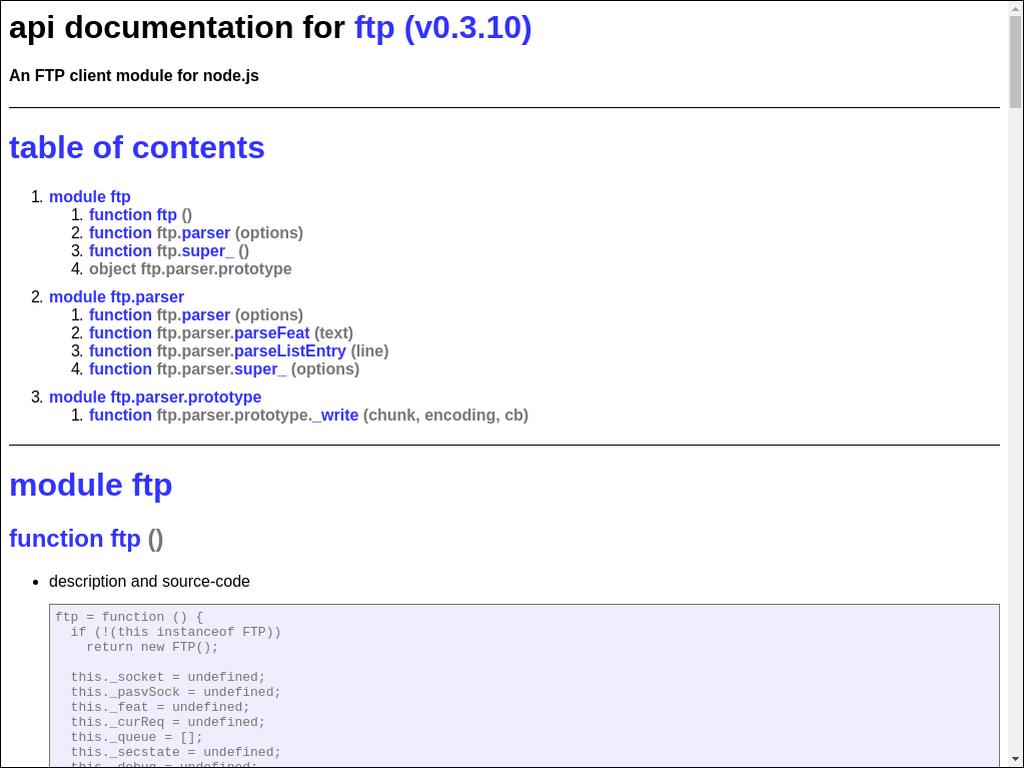 api documentation for ftp (v0.3.10)
An FTP client module for node.js
table of contents
1. module ftp
1. function ftp ()
2. function ftp.parser (options)
3. function ftp.super_ ()
4. object ftp.parser.prototype
2. module ftp.parser
1. function ftp.parser (options)
2. function ftp.parser.parseFeat (text)
3. function ftp.parser.parseListEntry (line)
4. function ftp.parser.super_ (options)
3. module ftp.parser.prototype
1. function ftp.parser.prototype._write (chunk, encoding, cb)
module ftp
function ftp ()
• description and source-code
ftp = function () {
  if (!(this instanceof FTP))
    return new FTP();
  this._socket = undefined;
  this._pasvSock = undefined;
  this._feat = undefined;
  this._curReq = undefined;
  this._queue = [];
  this._secstate = undefined;
  this._debug = undefined;